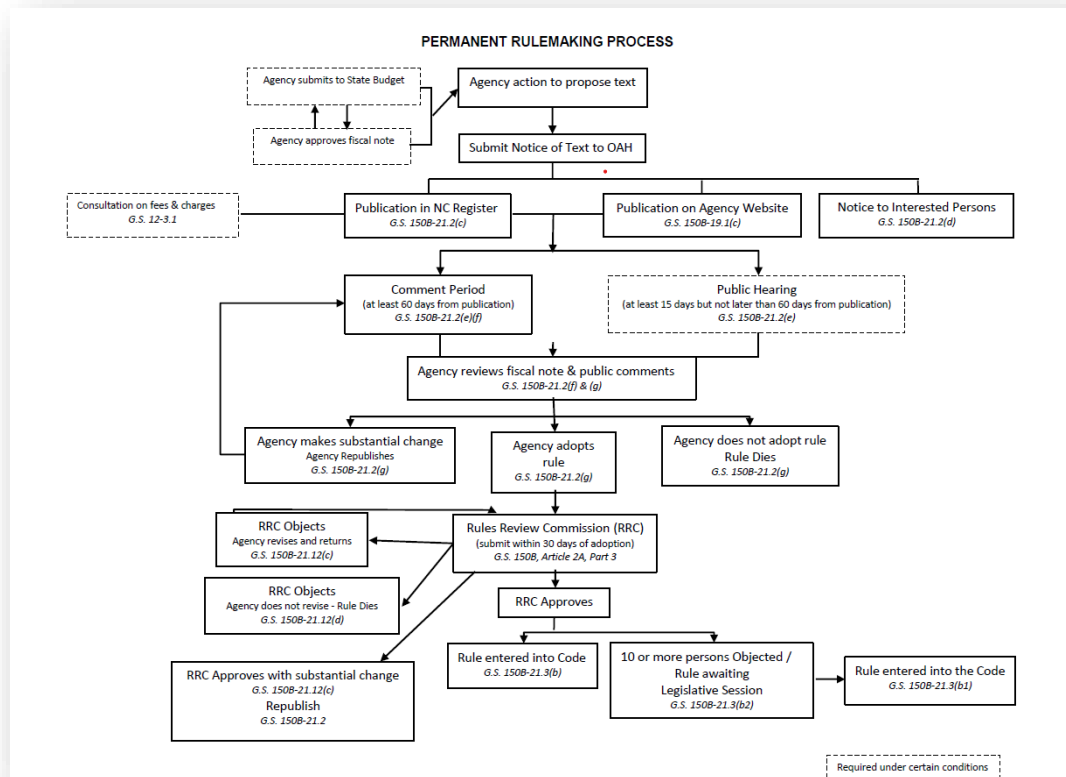 PERMANENT RULEMAKING PROCESS
Agency submits to State Budget
Agency action to propose text
Agency approves fiscal note
Submit Notice of Text to OAH
Consultation on fees & charges
G.S. 12-3.1
Publication in NC Register
G.S. 150B-21.2(c)
Publication on Agency Website
G.S. 150B-19.1(c)
Notice to Interested Persons
G.S. 150B-21.2(d)
Comment Period
(at least 60 days from publication)
G.S. 150B-21.2(e)(f)
Public Hearing
(at least 15 days but not later than 60 days from publication)
G.S. 150B-21.2(e)
Agency reviews fiscal note & public comments
G.S. 150B-21.2(f) & (g)
Agency makes substantial change
Agency Republishes
G.S. 150B-21.2(g)
Agency adopts
rule
G.S. 150B-21.2(g)
Agency does not adopt rule
Rule Dies
G.S. 150B-21.2(g)
RRC Objects
Agency revises and returns
G.S. 150B-21.12(c)
Rules Review Commission (RRC)
(submit within 30 days of adoption)
G.S. 150B, Article 2A, Part 3
RRC Objects
Agency does not revise - Rule Dies
G.S. 150B-21.12(d)
RRC Approves
RRC Approves with substantial change
G.S. 150B-21.12(c)
Republish
G.S. 150B-21.2
Rule entered into Code
G.S. 150B-21.3(b)
10 or more persons Objected /
Rule awaiting
Legislative Session
G.S. 150B-21.3(b2)
Rule entered into the Code
G.S. 150B-21.3(b1)
Required under certain conditions